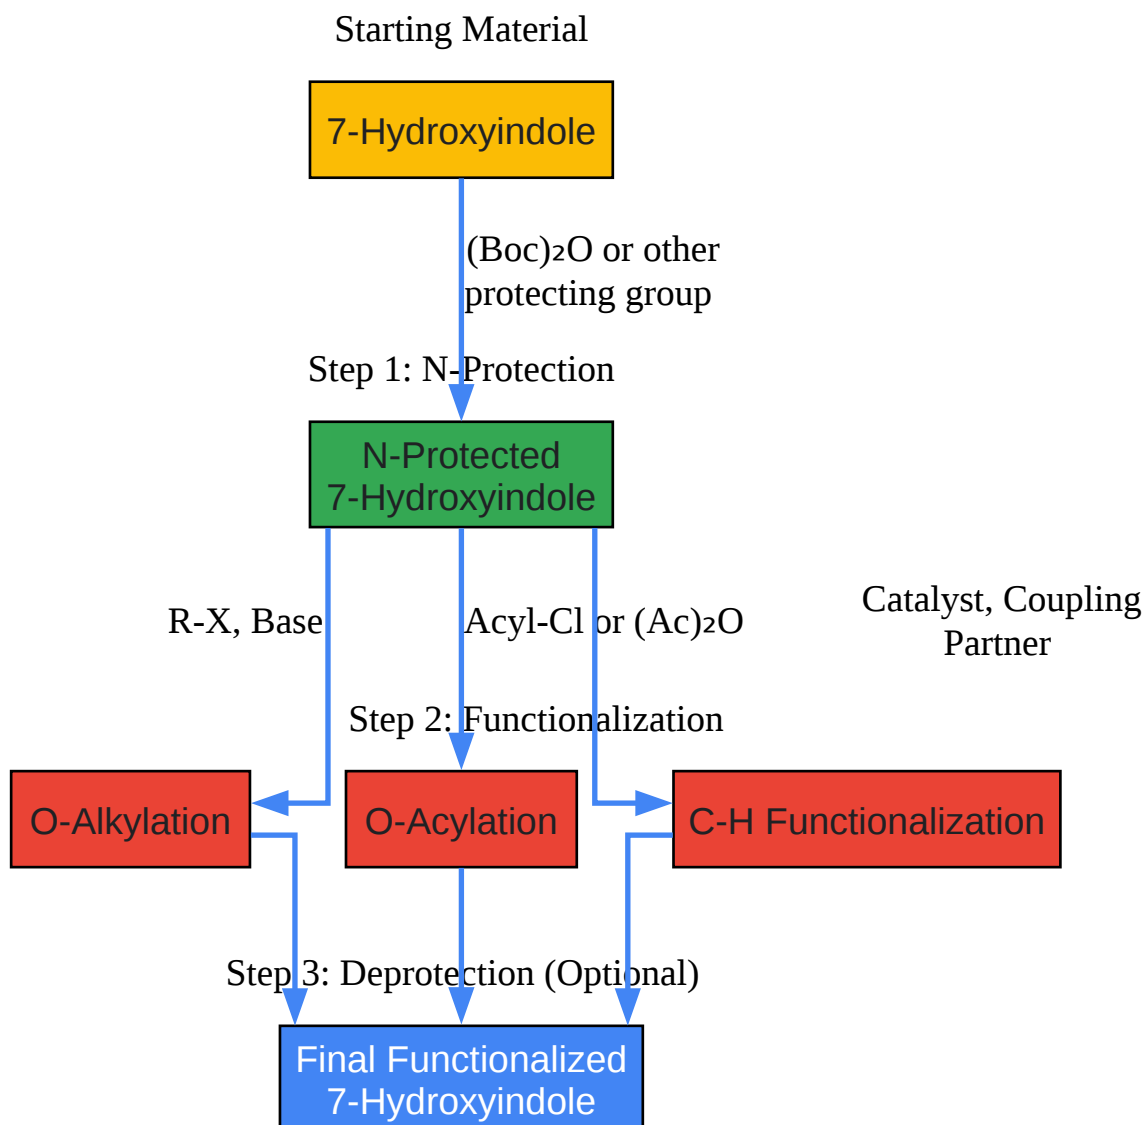 Starting Material
7-Hydroxyindole
(Boc)₂O or other
protecting group
Step 1: N-Protection
N-Protected
7-Hydroxyindole
R-X, Base
Acyl-Cl or (Ac)₂O
Catalyst, Coupling
Partner
Step 2: Functionalization
O-Alkylation
O-Acylation
C-H Functionalization
Step 3: Deprotection (Optional)
Final Functionalized
7-Hydroxyindole